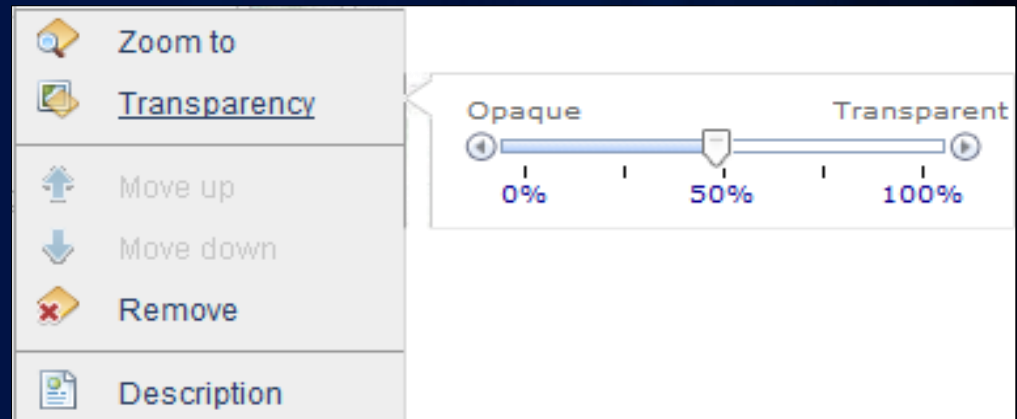 Zoom to
Transparency
Opaque Transparent
0% 50% 100%
Move up
Move down
Remove
Description